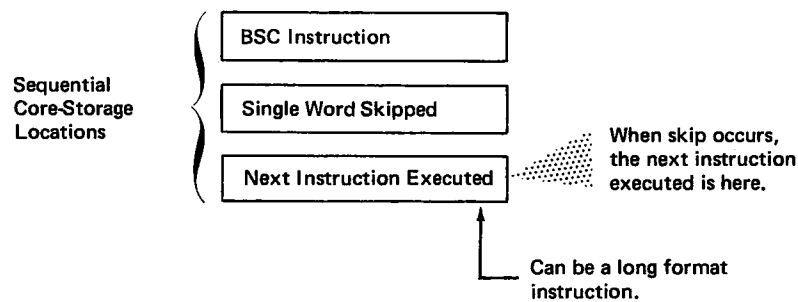 BSC Instruction
Sequential
Core-Storage
Locations
Single Word Skipped
Next Instruction Executed
When skip occurs,
the next instruction
executed is here.
Can be a long format
instruction.